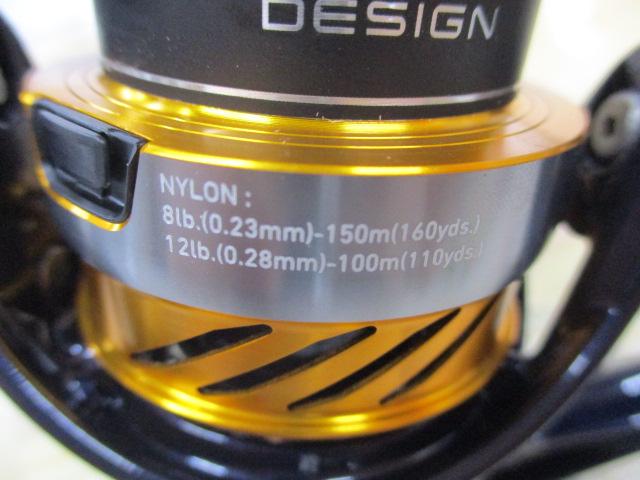 DESIGN
NYLON:
8lb.(0.23mm)-150m(160yds.)
12lb.(0.28mm)-100m(110yds.)